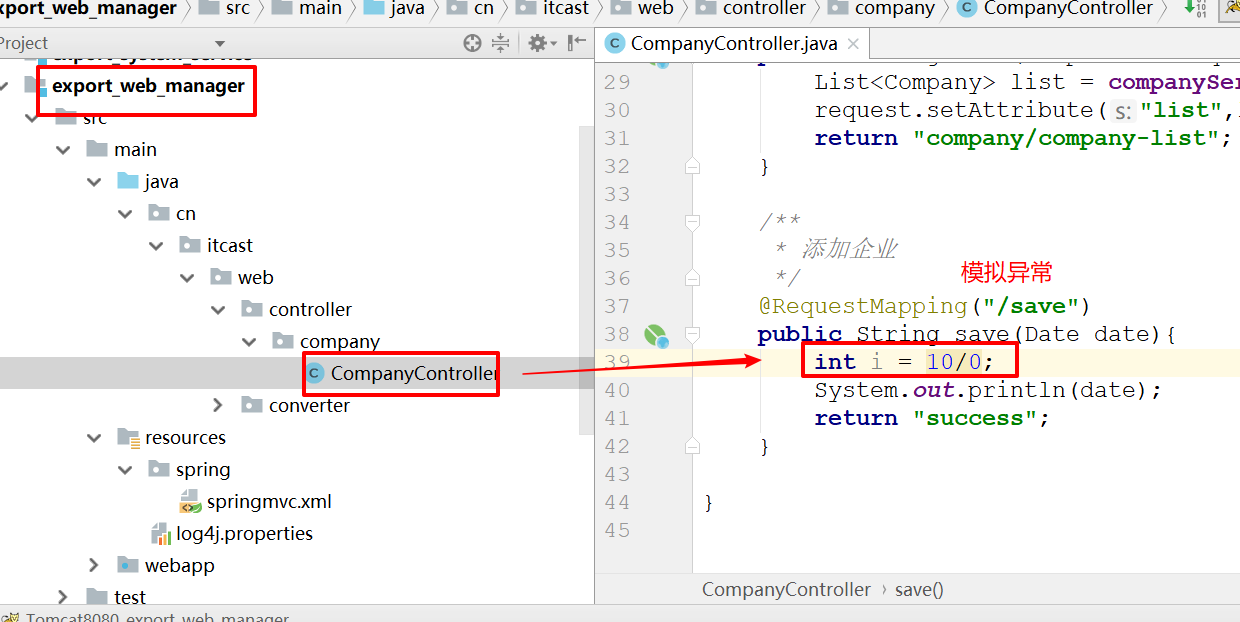 export_web_manager src main java cn itcast web controller company CompanyController
Project
CompanyController.java
export_system_service
export_web_manager
src
main
java
cn
itcast
web
controller
company
CompanyController
converter
resources
spring
springmvc.xml
log4j.properties
webapp
test
29 List<Company> list = companySer
30 request.setAttribute( s: "list",
31 return "company/company-list";
32 }
33
34 /**
35 * 添加企业
36 */
模拟异常
37 @RequestMapping("/save")
38 public String save(Date date){
39 int i = 10/0;
40 System.out.println(date);
41 return "success";
42 }
43
44 }
45
CompanyController › save()
Tomcat8080_export_web_manager